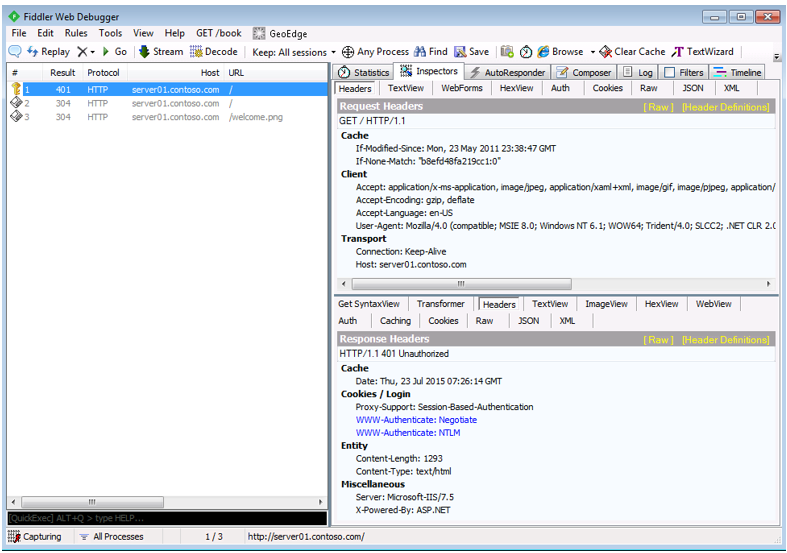 Fiddler Web Debugger
File Edit Rules Tools View Help GET /book GeoEdge
Replay X Go Stream Decode Keep: All sessions Any Process Find Save Browse Clear Cache TextWizard
# Result Protocol Host URL
1 401 HTTP server01.contoso.com /
2 304 HTTP server01.contoso.com /
3 304 HTTP server01.contoso.com /welcome.png
Statistics Inspectors AutoResponder Composer Log Filters Timeline
Headers TextView WebForms HexView Auth Cookies Raw JSON XML
Request Headers [ Raw ] [Header Definitions]
GET / HTTP/1.1
Cache
If-Modified-Since: Mon, 23 May 2011 23:38:47 GMT
If-None-Match: "b8efd48fa219cc1:0"
Client
Accept: application/x-ms-application, image/jpeg, application/xaml+xml, image/gif, image/pjpeg, application/
Accept-Encoding: gzip, deflate
Accept-Language: en-US
User-Agent: Mozilla/4.0 (compatible; MSIE 8.0; Windows NT 6.1; WOW64; Trident/4.0; SLCC2; .NET CLR 2.0
Transport
Connection: Keep-Alive
Host: server01.contoso.com
Get SyntaxView Transformer Headers TextView ImageView HexView WebView
Auth Caching Cookies Raw JSON XML
Response Headers [ Raw ] [Header Definitions]
HTTP/1.1 401 Unauthorized
Cache
Date: Thu, 23 Jul 2015 07:26:14 GMT
Cookies / Login
Proxy-Support: Session-Based-Authentication
WWW-Authenticate: Negotiate
WWW-Authenticate: NTLM
Entity
Content-Length: 1293
Content-Type: text/html
Miscellaneous
Server: Microsoft-IIS/7.5
X-Powered-By: ASP.NET
[QuickExec] ALT+Q > type HELP...
Capturing All Processes 1 / 3 http://server01.contoso.com/